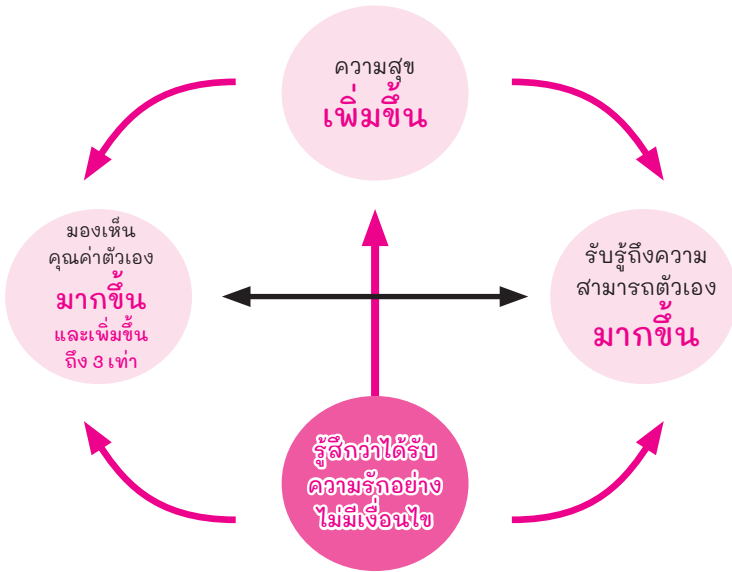 ความสุข
เพิ่มขึ้น
มองเห็น
คุณค่าตัวเอง
มากขึ้น
และเพิ่มขึ้น
ถึง 3 เท่า
รับรู้ถึงความ
สามารถตัวเอง
มากขึ้น
รู้สึกว่าได้รับ
ความรักอย่าง
ไม่มีเงื่อนไข